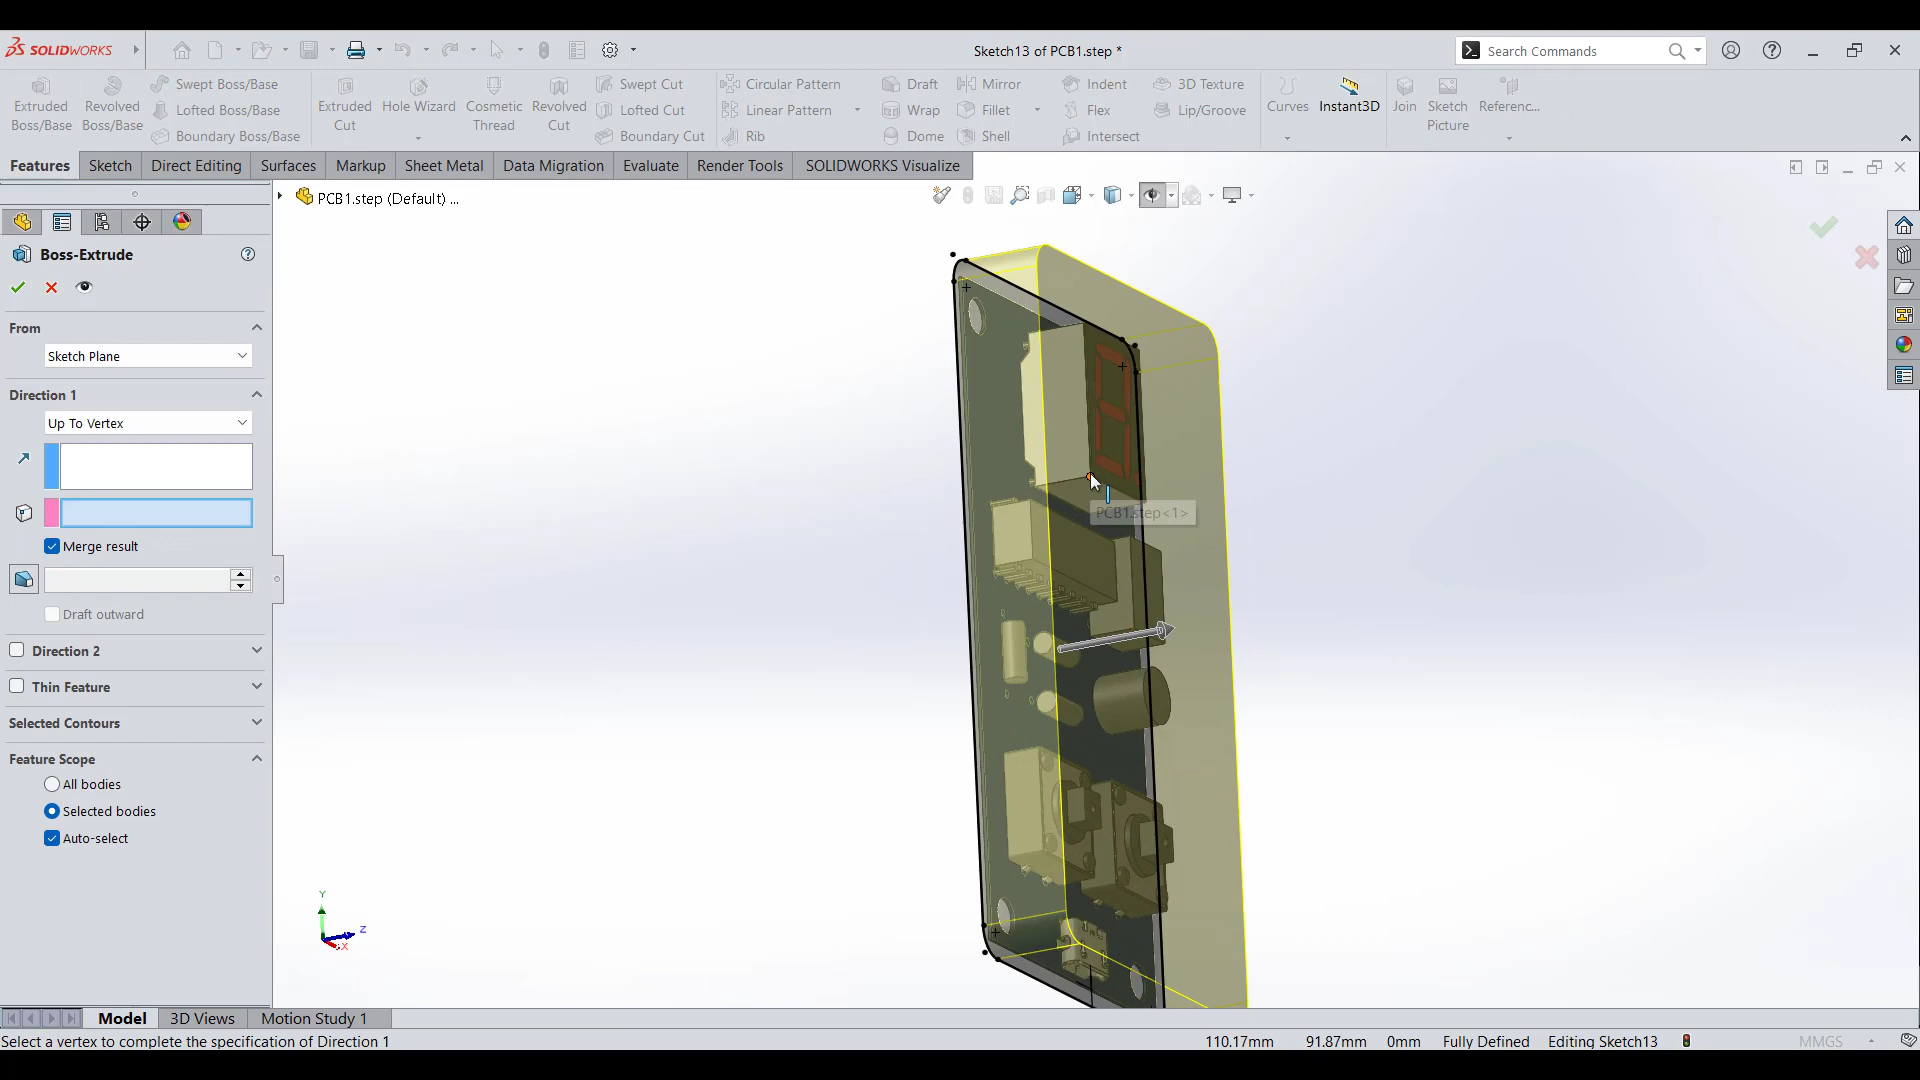 SOLIDWORKS
Sketch13 of PCB1.step *
Search Commands
Extruded Boss/Base
Revolved Boss/Base
Swept Boss/Base
Lofted Boss/Base
Boundary Boss/Base
Extruded Cut
Hole Wizard
Cosmetic Thread
Revolved Cut
Swept Cut
Lofted Cut
Boundary Cut
Circular Pattern
Linear Pattern
Rib
Draft
Wrap
Dome
Mirror
Fillet
Shell
Indent
Flex
Intersect
3D Texture
Lip/Groove
Curves
Instant3D
Join
Sketch Picture
Referenc...
Features
Sketch
Direct Editing
Surfaces
Markup
Sheet Metal
Data Migration
Evaluate
Render Tools
SOLIDWORKS Visualize
PCB1.step (Default) ...
Boss-Extrude
From
Sketch Plane
Direction 1
Up To Vertex
Merge result
Draft outward
Direction 2
Thin Feature
Selected Contours
Feature Scope
All bodies
Selected bodies
Auto-select
PCB1.step<1>
Y
Z
X
Model
3D Views
Motion Study 1
Select a vertex to complete the specification of Direction 1
110.17mm
91.87mm
0mm
Fully Defined
Editing Sketch13
MMGS